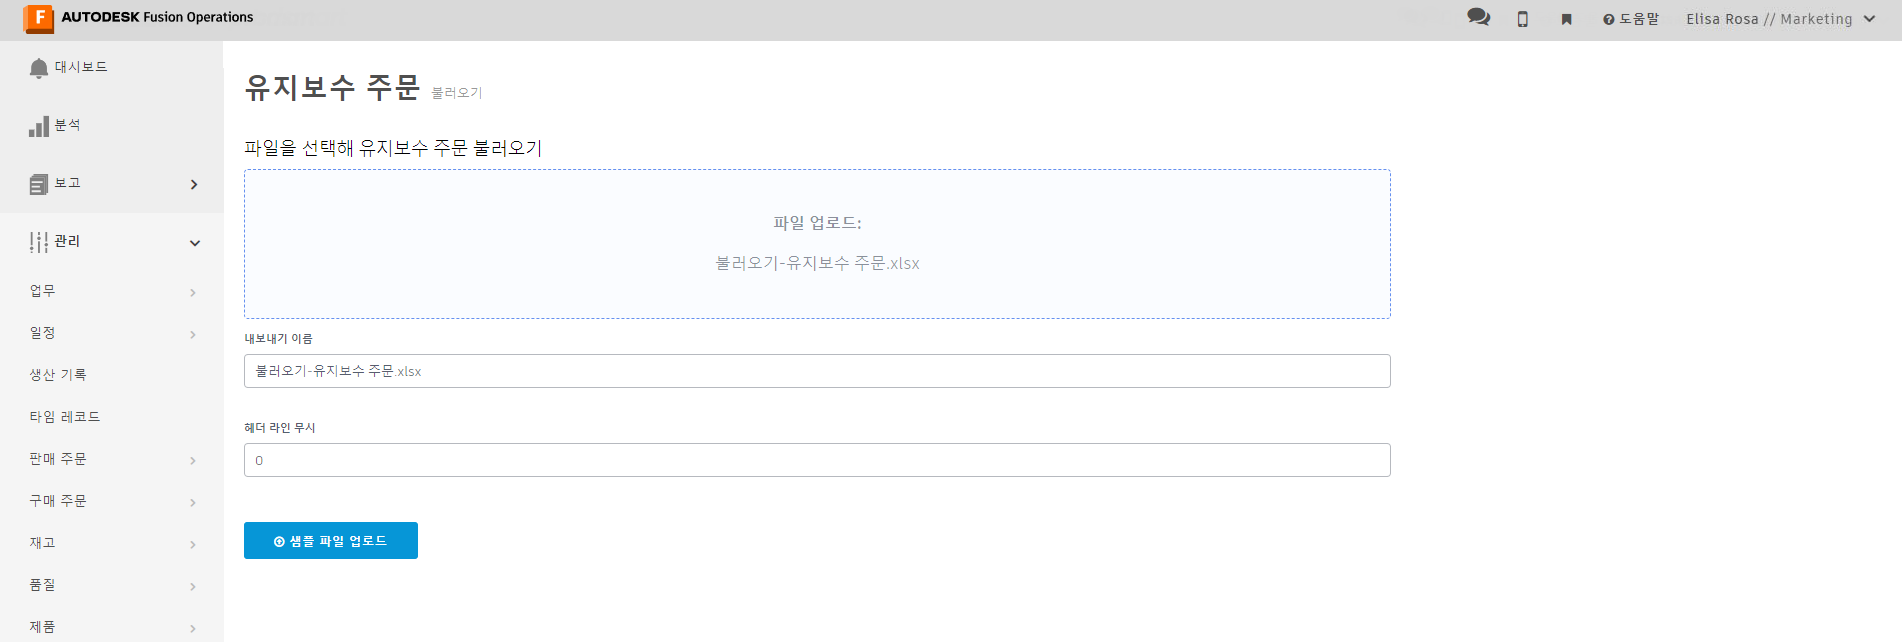 F AUTODESK Fusion Operations
도움말
Elisa Rosa // Marketing
대시보드
분석
보고
관리
업무
일정
생산 기록
타임 레코드
판매 주문
구매 주문
재고
품질
제품
유지보수 주문 불러오기
파일을 선택해 유지보수 주문 불러오기
파일 업로드:
불러오기-유지보수 주문.xlsx
내보내기 이름
불러오기-유지보수 주문.xlsx
헤더 라인 무시
0
샘플 파일 업로드